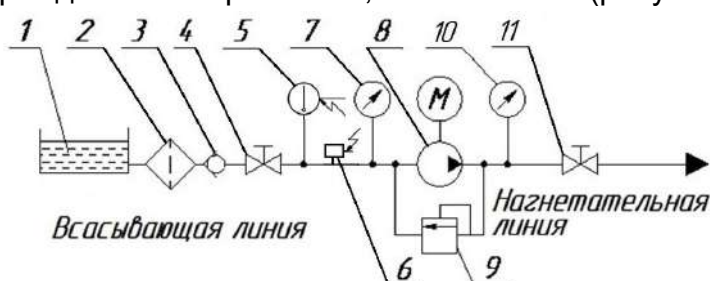 1 2 3 4 5 7 8 10 11
М
Всасывающая линия
Нагнетательная
линия
6 9